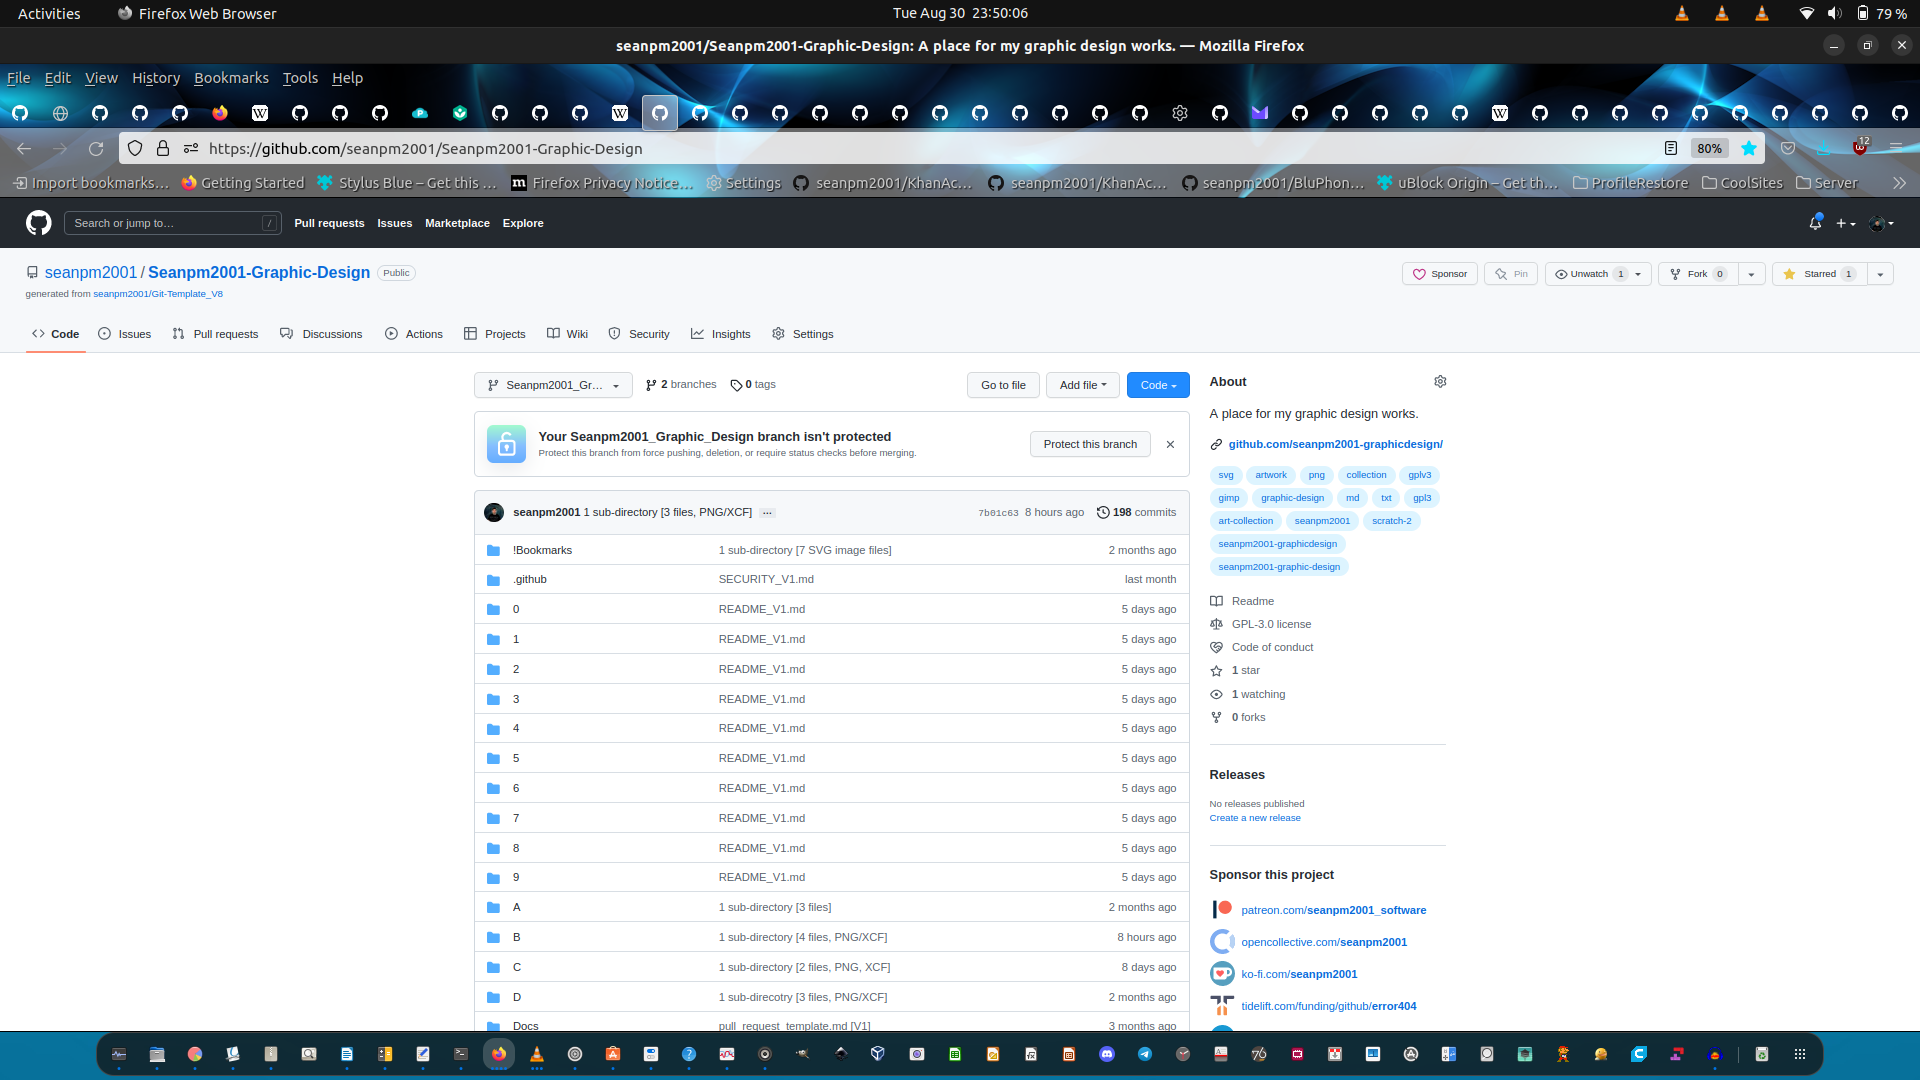 Activities
Firefox Web Browser
Tue Aug 30 23:50:06
79 %
seanpm2001/Seanpm2001-Graphic-Design: A place for my graphic design works. — Mozilla Firefox
File Edit View History Bookmarks Tools Help
https://github.com/seanpm2001/Seanpm2001-Graphic-Design
80%
12
Import bookmarks… Getting Started Stylus Blue – Get this … Firefox Privacy Notice… Settings seanpm2001/KhanAc… seanpm2001/KhanAc… seanpm2001/BluPhon… uBlock Origin – Get th… ProfileRestore CoolSites Server
Search or jump to… /
Pull requests Issues Marketplace Explore
seanpm2001 / Seanpm2001-Graphic-Design Public
generated from seanpm2001/Git-Template_V8
Sponsor Pin Unwatch 1 Fork 0 Starred 1
Code Issues Pull requests Discussions Actions Projects Wiki Security Insights Settings
Seanpm2001_Gr… 2 branches 0 tags
Go to file Add file Code
Your Seanpm2001_Graphic_Design branch isn't protected
Protect this branch from force pushing, deletion, or require status checks before merging.
Protect this branch
seanpm2001 1 sub-directory [3 files, PNG/XCF] … 7b01c63 8 hours ago 198 commits
!Bookmarks 1 sub-directory [7 SVG image files] 2 months ago
.github SECURITY_V1.md last month
0 README_V1.md 5 days ago
1 README_V1.md 5 days ago
2 README_V1.md 5 days ago
3 README_V1.md 5 days ago
4 README_V1.md 5 days ago
5 README_V1.md 5 days ago
6 README_V1.md 5 days ago
7 README_V1.md 5 days ago
8 README_V1.md 5 days ago
9 README_V1.md 5 days ago
A 1 sub-directory [3 files] 2 months ago
B 1 sub-directory [4 files, PNG/XCF] 8 hours ago
C 1 sub-directory [2 files, PNG, XCF] 8 days ago
D 1 sub-direcotry [3 files, PNG/XCF] 2 months ago
Docs pull_request_template.md [V1] 3 months ago
About
A place for my graphic design works.
github.com/seanpm2001-graphicdesign/
svg artwork png collection gplv3
gimp graphic-design md txt gpl3
art-collection seanpm2001 scratch-2
seanpm2001-graphicdesign
seanpm2001-graphic-design
Readme
GPL-3.0 license
Code of conduct
1 star
1 watching
0 forks
Releases
No releases published
Create a new release
Sponsor this project
patreon.com/seanpm2001_software
opencollective.com/seanpm2001
ko-fi.com/seanpm2001
tidelift.com/funding/github/error404